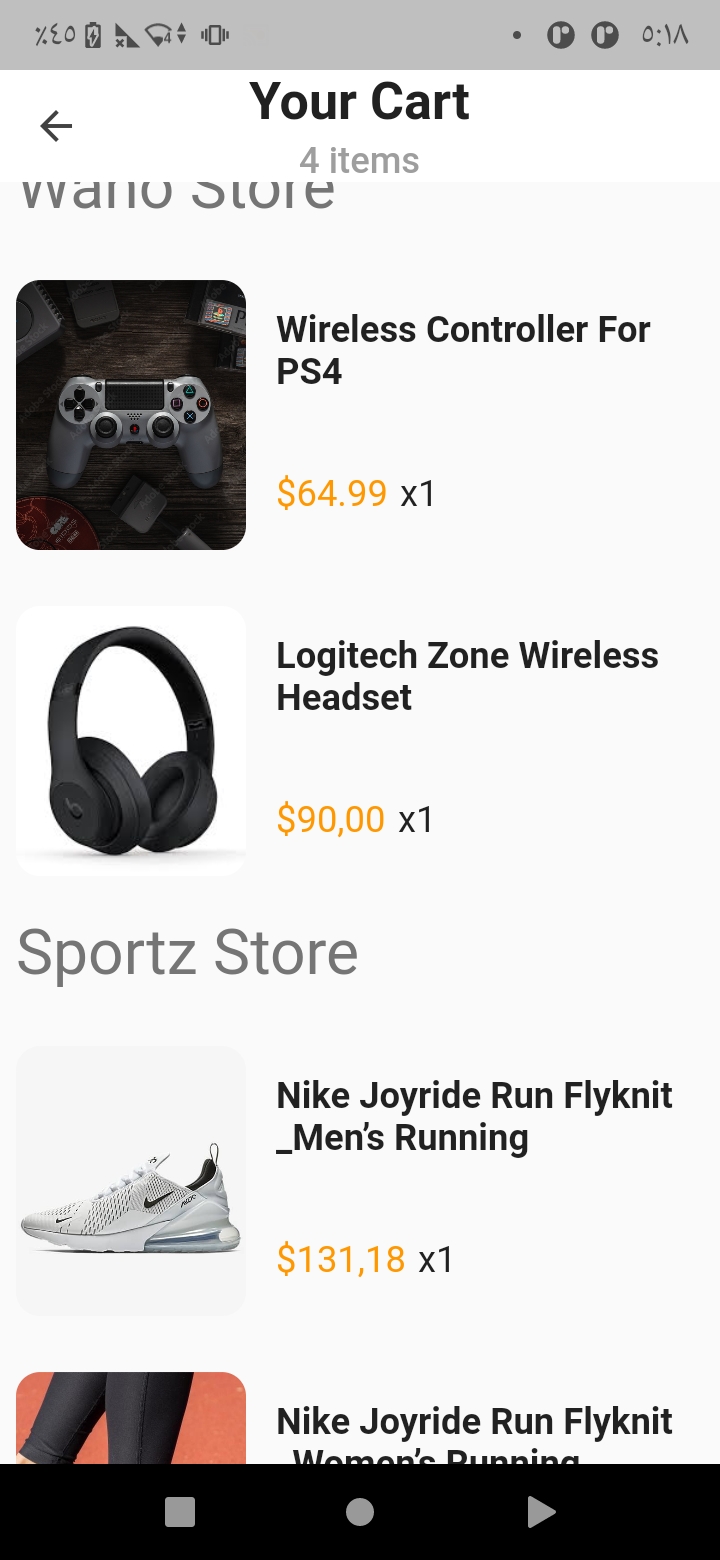 ٪٤٥
٥:١٨
Your Cart
4 items
Wano Store
Wireless Controller For
PS4
$64.99 x1
Logitech Zone Wireless
Headset
$90,00 x1
Sportz Store
Nike Joyride Run Flyknit
_Men’s Running
$131,18 x1
Nike Joyride Run Flyknit
_Women’s Running